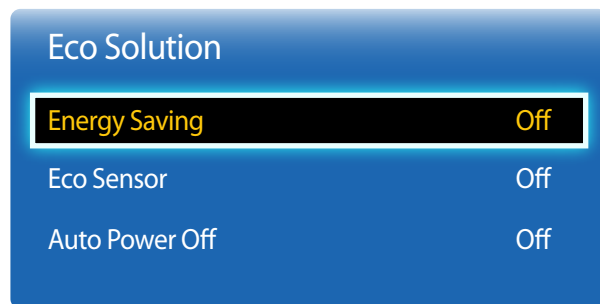 Eco Solution
Energy Saving Off
Eco Sensor Off
Auto Power Off Off